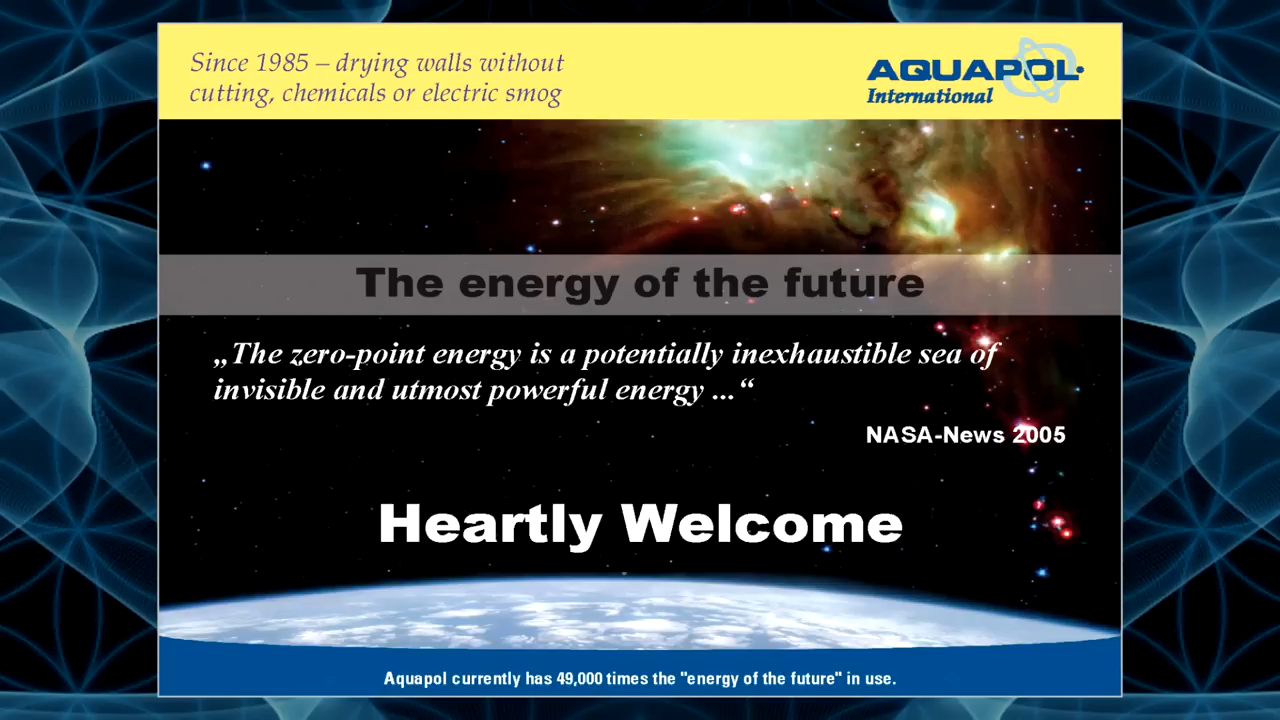 Since 1985 – drying walls without
cutting, chemicals or electric smog
AQUAPOL
International
The energy of the future
„The zero-point energy is a potentially inexhaustible sea of
invisible and utmost powerful energy ...“
NASA-News 2005
Heartly Welcome
Aquapol currently has 49,000 times the "energy of the future" in use.